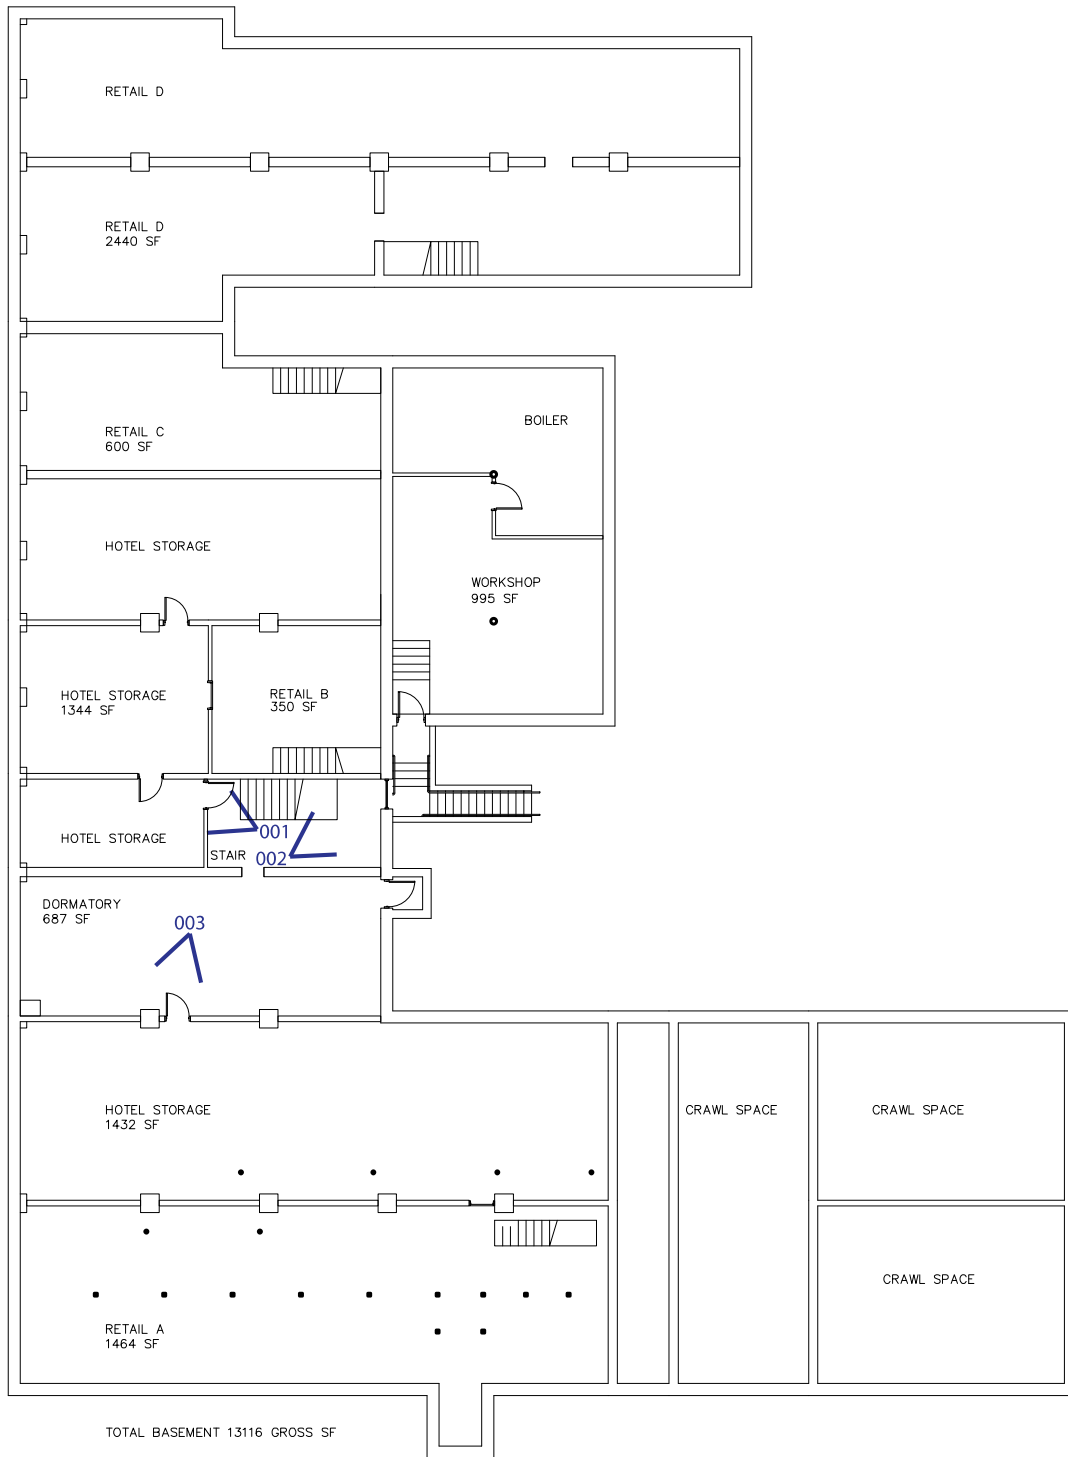 RETAIL D
RETAIL D
2440 SF
RETAIL C
600 SF
BOILER
HOTEL STORAGE
WORKSHOP
995 SF
HOTEL STORAGE
1344 SF
RETAIL B
350 SF
HOTEL STORAGE
001
STAIR
002
DORMATORY
687 SF
003
HOTEL STORAGE
1432 SF
CRAWL SPACE
CRAWL SPACE
CRAWL SPACE
RETAIL A
1464 SF
TOTAL BASEMENT 13116 GROSS SF